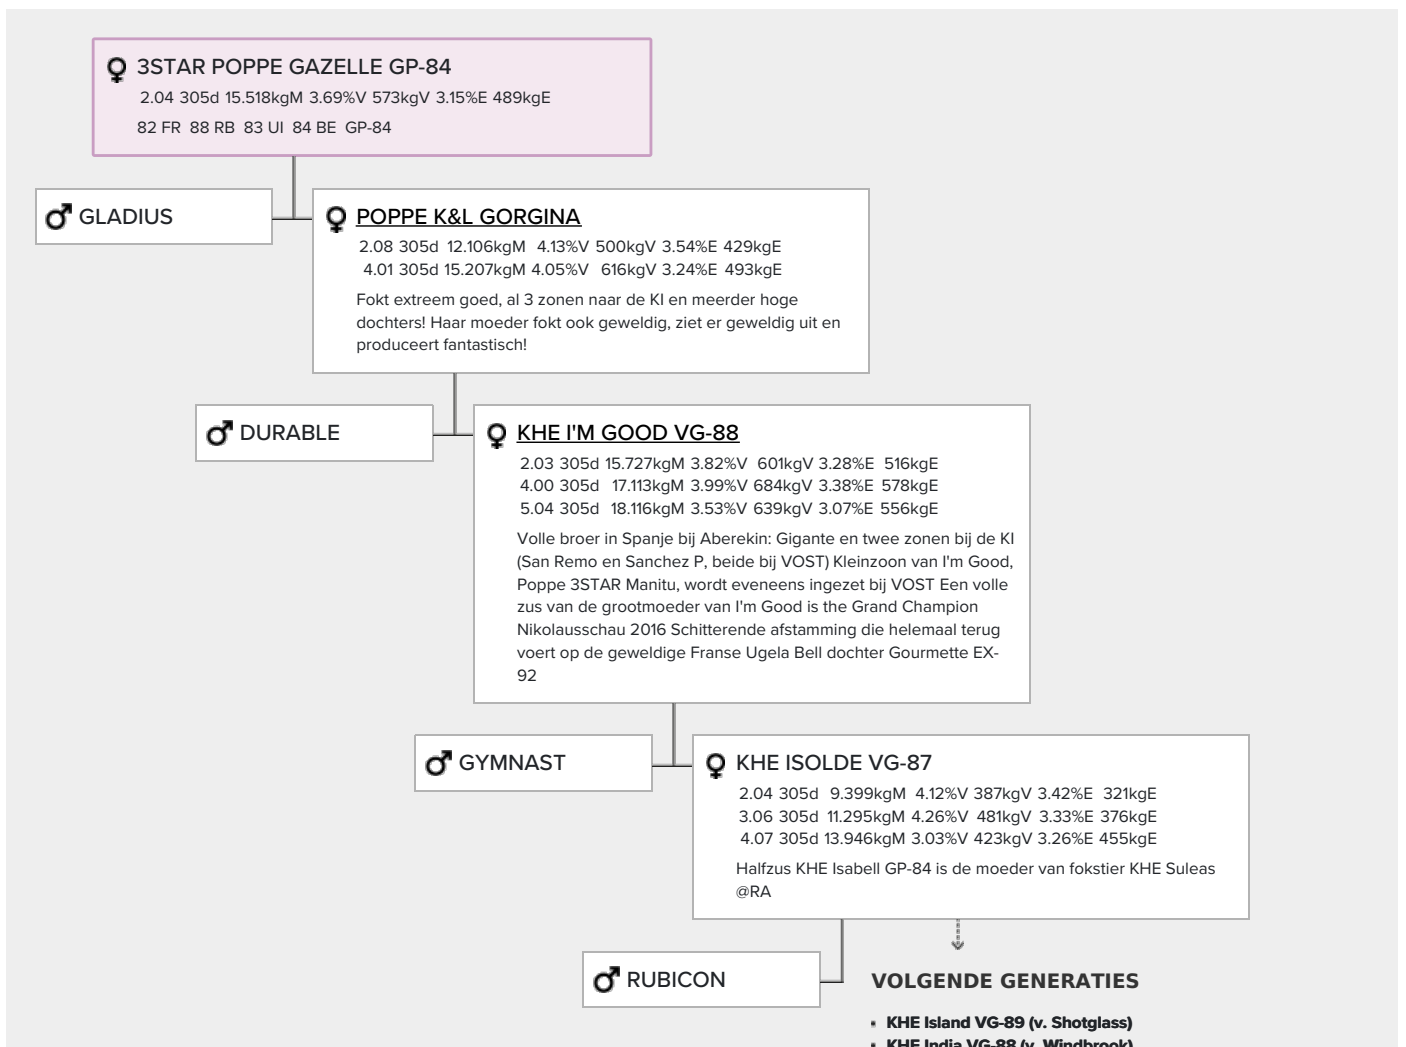 3STAR POPPE GAZELLE GP-84
2.04 305d 15.518kgM 3.69%V 573kgV 3.15%E 489kgE
82 FR 88 RB 83 UI 84 BE GP-84
GLADIUS
POPPE K&L GORGINA
2.08 305d 12.106kgM 4.13%V 500kgV 3.54%E 429kgE
4.01 305d 15.207kgM 4.05%V 616kgV 3.24%E 493kgE
Fokt extreem goed, al 3 zonen naar de KI en meerder hoge
dochters! Haar moeder fokt ook geweldig, ziet er geweldig uit en
produceert fantastisch!
DURABLE
KHE I'M GOOD VG-88
2.03 305d 15.727kgM 3.82%V 601kgV 3.28%E 516kgE
4.00 305d 17.113kgM 3.99%V 684kgV 3.38%E 578kgE
5.04 305d 18.116kgM 3.53%V 639kgV 3.07%E 556kgE
Volle broer in Spanje bij Aberekin: Gigante en twee zonen bij de KI
(San Remo en Sanchez P, beide bij VOST) Kleinzoon van I'm Good,
Poppe 3STAR Manitu, wordt eveneens ingezet bij VOST Een volle
zus van de grootmoeder van I'm Good is the Grand Champion
Nikolausschau 2016 Schitterende afstamming die helemaal terug
voert op de geweldige Franse Ugela Bell dochter Gourmette EX-
92
GYMNAST
KHE ISOLDE VG-87
2.04 305d 9.399kgM 4.12%V 387kgV 3.42%E 321kgE
3.06 305d 11.295kgM 4.26%V 481kgV 3.33%E 376kgE
4.07 305d 13.946kgM 3.03%V 423kgV 3.26%E 455kgE
Halfzus KHE Isabell GP-84 is de moeder van fokstier KHE Suleas
@RA
RUBICON
VOLGENDE GENERATIES
KHE Island VG-89 (v. Shotglass)
KHE India VG-88 (v. Windbrook)